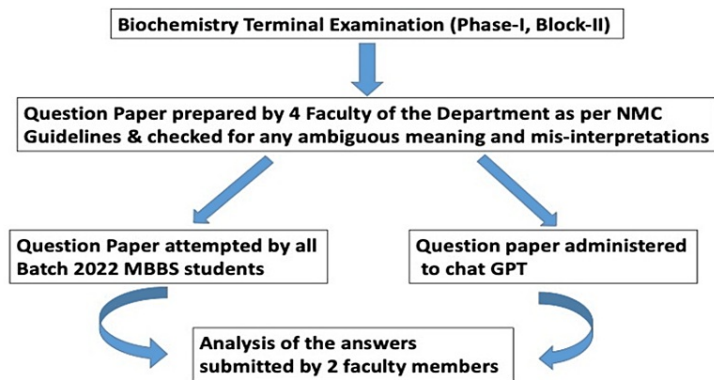 Biochemistry Terminal Examination (Phase-I, Block-II)
Question Paper prepared by 4 Faculty of the Department as per NMC
Guidelines & checked for any ambiguous meaning and mis-interpretations
Question Paper attempted by all
Batch 2022 MBBS students
Question paper administered
to chat GPT
Analysis of the answers
submitted by 2 faculty members